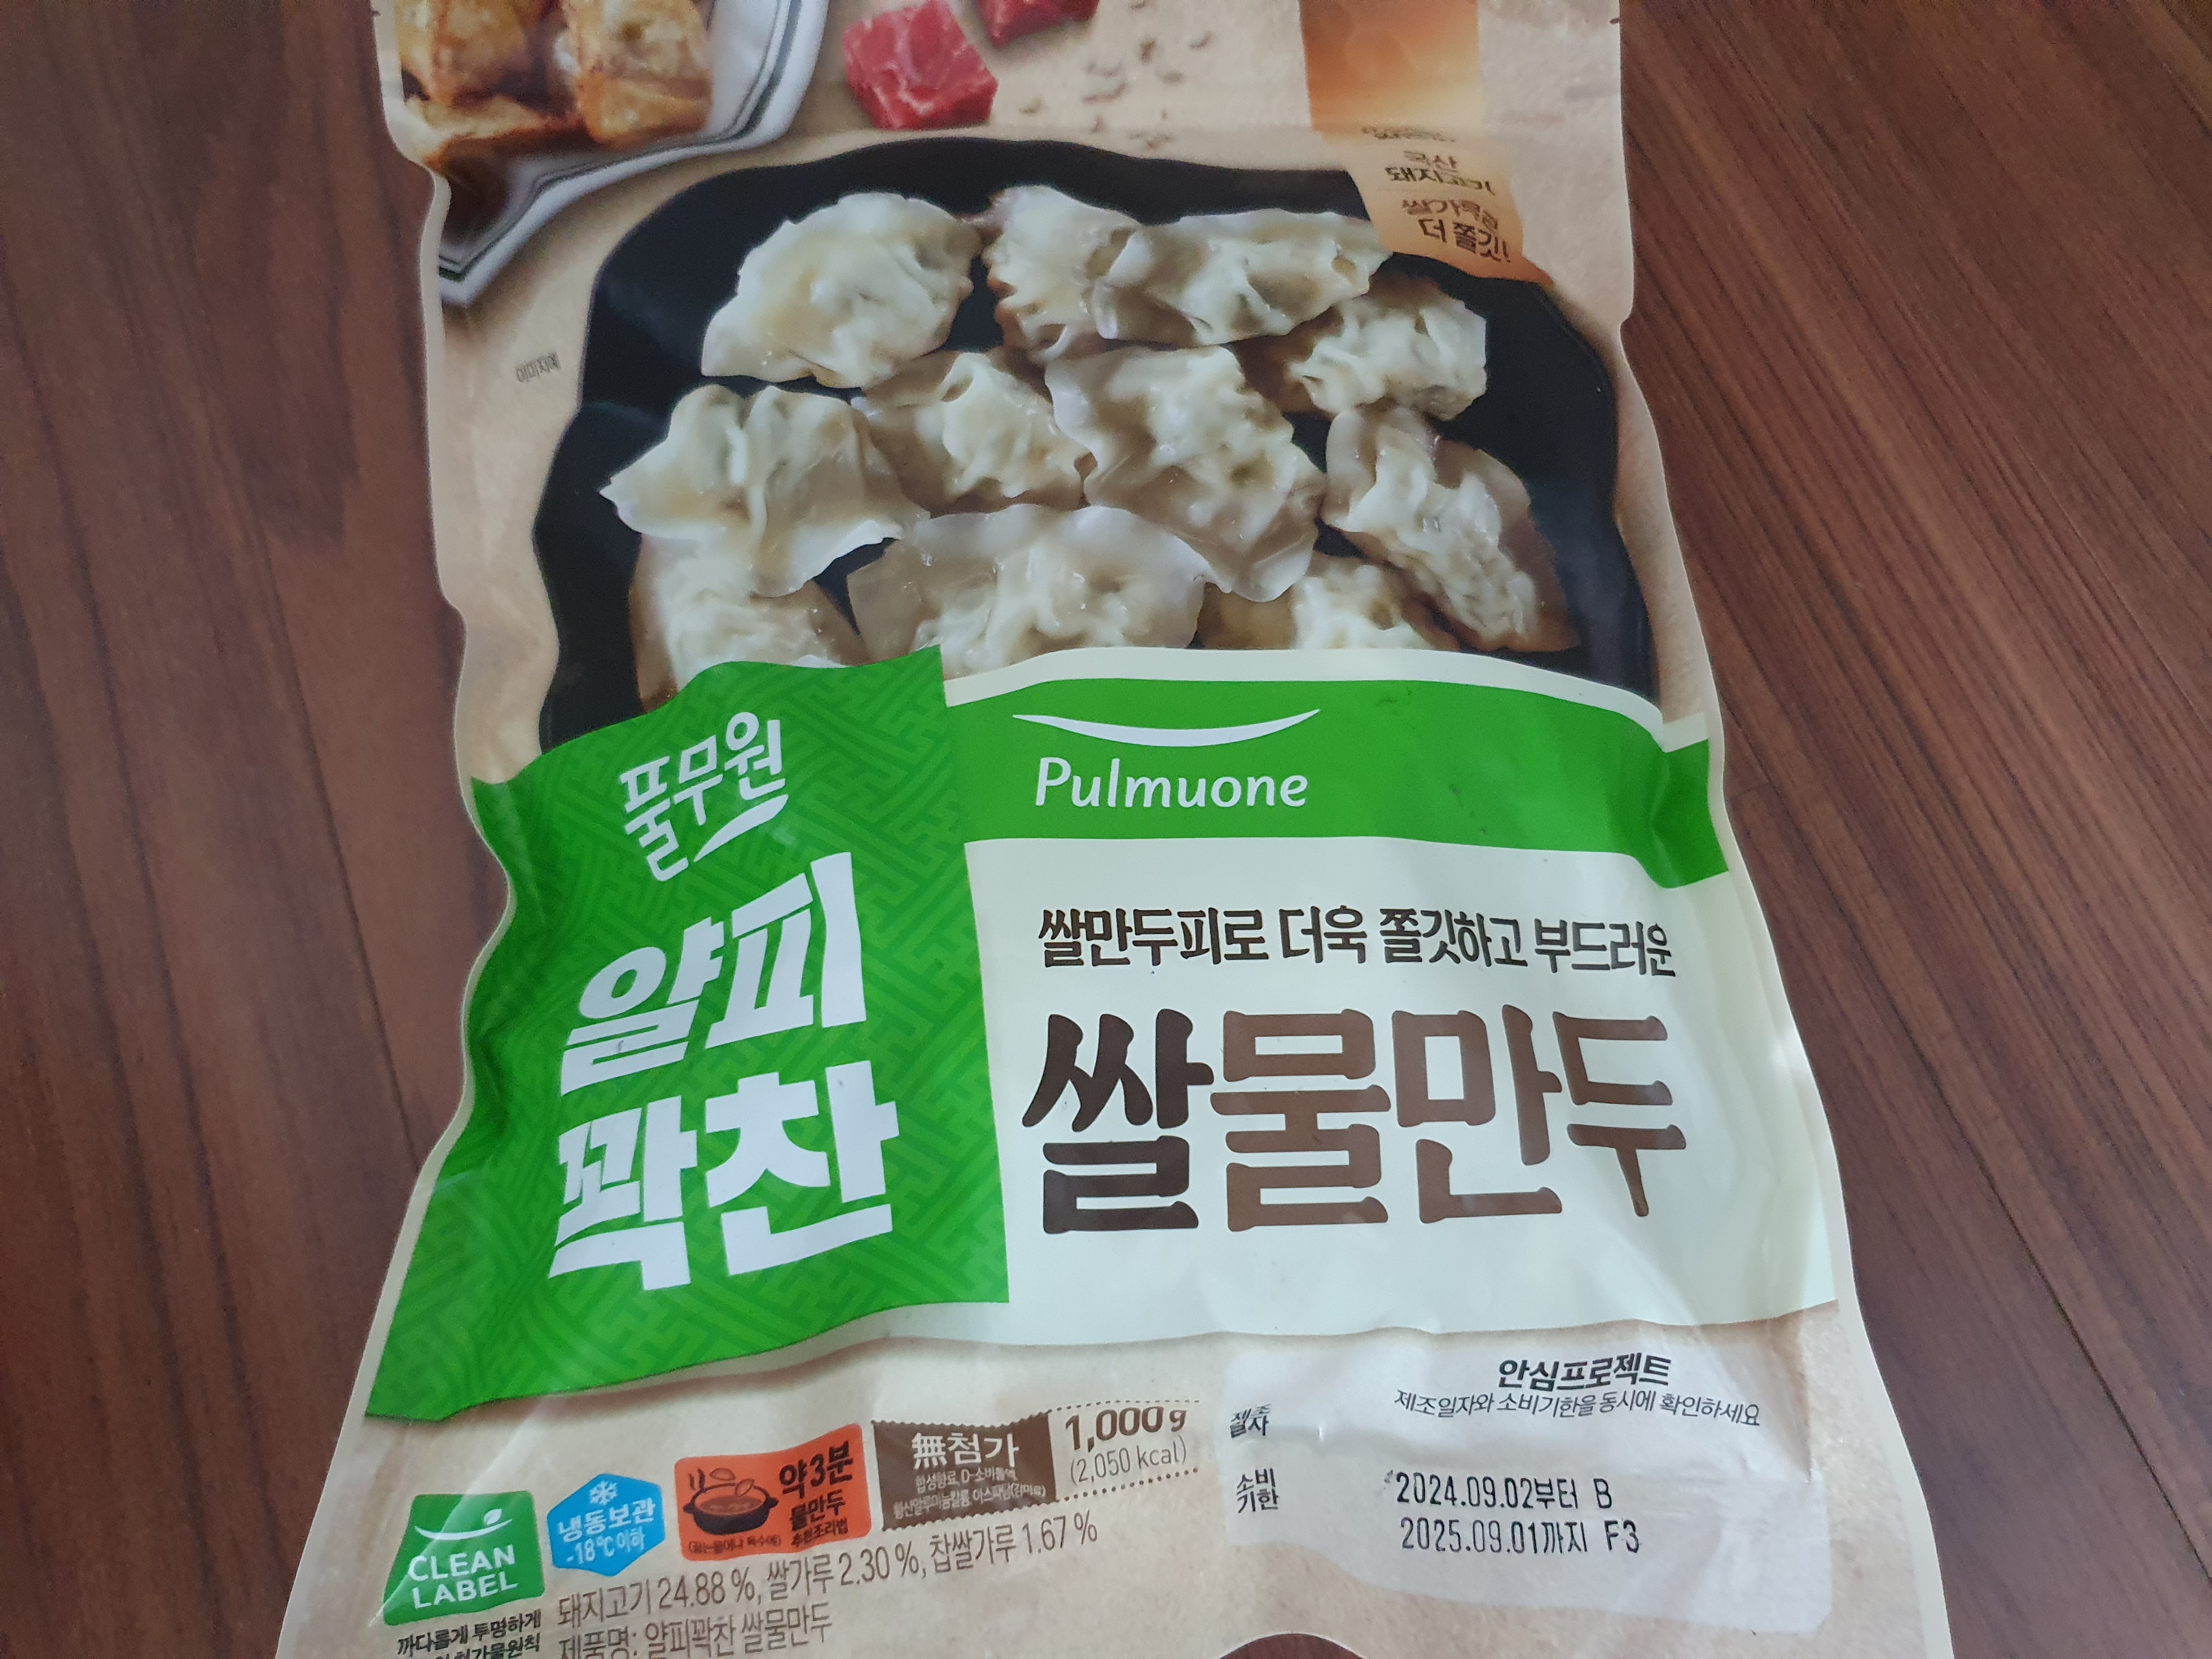 국산
돼지고기
쌀가루로
더 쫄깃!
이미지예
풀무원
얄피
꽉찬
Pulmuone
쌀만두피로 더욱 쫄깃하고 부드러운
쌀물만두
안심프로젝트
제조일자와 소비기한을 동시에 확인하세요
제조
일자
소비
기한
2024.09.02부터 B
2025.09.01까지 F3
CLEAN
LABEL
까다롭게 투명하게
냉동보관
-18℃이하
약3분
물만두
추천조리법
無첨가
1,000g
(2,050 kcal)
돼지고기 24.88 %, 쌀가루 2.30 %, 찹쌀가루 1.67 %
제품명: 얄피꽉찬 쌀물만두